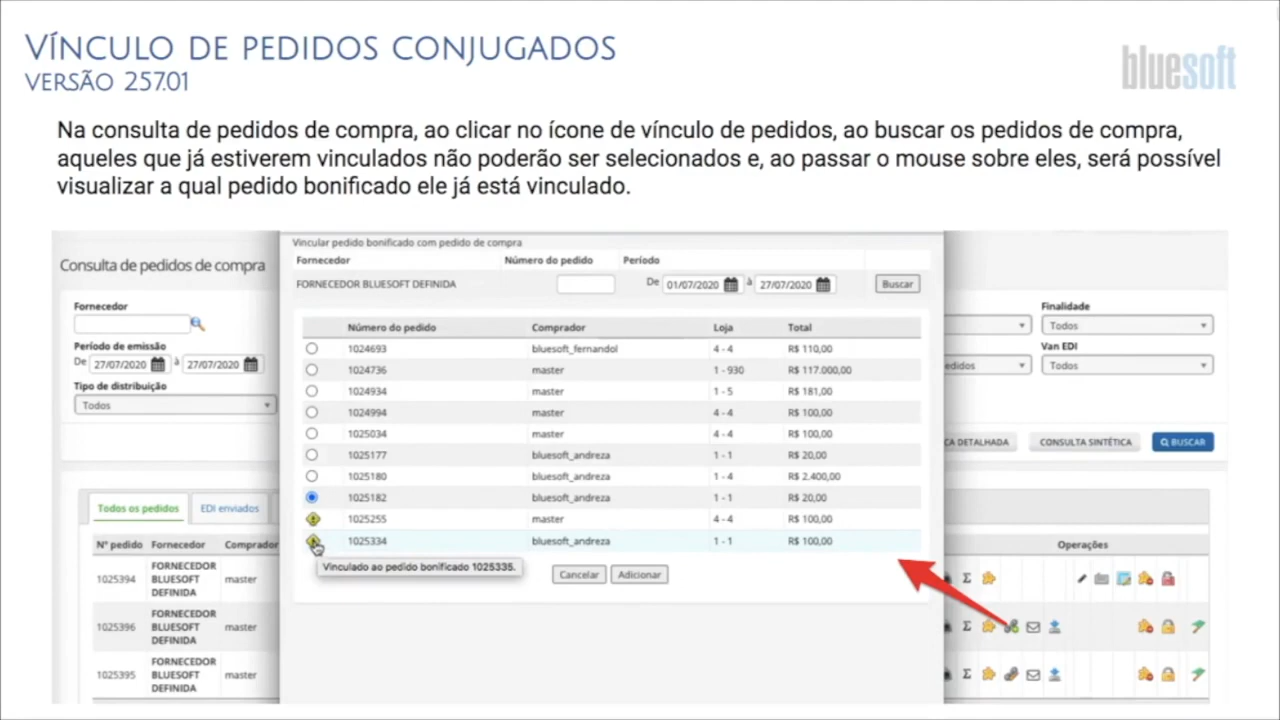 VÍNCULO DE PEDIDOS CONJUGADOS
VERSÃO 257.01
bluesoft
Na consulta de pedidos de compra, ao clicar no ícone de vínculo de pedidos, ao buscar os pedidos de compra,
aqueles que já estiverem vinculados não poderão ser selecionados e, ao passar o mouse sobre eles, será possível
visualizar a qual pedido bonificado ele já está vinculado.
Consulta de pedidos de compra
Fornecedor
Período de emissão
De 27/07/2020 à 27/07/2020
Tipo de distribuição
Todos
Vincular pedido bonificado com pedido de compra
Fornecedor Número do pedido Período
FORNECEDOR BLUESOFT DEFINIDA De 01/07/2020 à 27/07/2020 Buscar
Número do pedido Comprador Loja Total
1024693 bluesoft_fernandol 4 - 4 R$ 110,00
1024736 master 1 - 930 R$ 117.000,00
1024934 master 1 - 5 R$ 181,00
1024994 master 4 - 4 R$ 100,00
1025034 master 4 - 4 R$ 100,00
1025177 bluesoft_andreza 1 - 1 R$ 20,00
1025180 bluesoft_andreza 1 - 4 R$ 2.400,00
1025182 bluesoft_andreza 1 - 1 R$ 20,00
1025255 master 4 - 4 R$ 100,00
1025334 bluesoft_andreza 1 - 1 R$ 100,00
Vinculado ao pedido bonificado 1025335.
Cancelar Adicionar
Finalidade
Todos
Van EDI
edidos Todos
CA DETALHADA CONSULTA SINTÉTICA BUSCAR
Todos os pedidos EDI enviados
Nº pedido Fornecedor Comprador Operações
1025394 FORNECEDOR BLUESOFT DEFINIDA master Σ
1025396 FORNECEDOR BLUESOFT DEFINIDA master Σ
1025395 FORNECEDOR BLUESOFT DEFINIDA master Σ